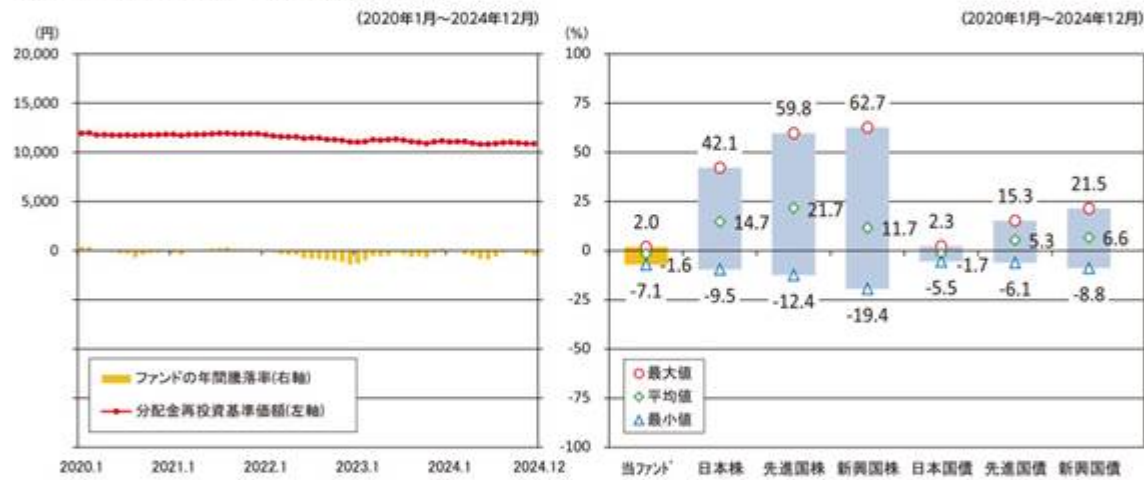 (2020年1月～2024年12月)
(円)
20,000
15,000
10,000
5,000
0
ファンドの年間騰落率(右軸)
分配金再投資基準価額(左軸)
2020.1 2021.1 2022.1 2023.1 2024.1 2024.12
(2020年1月～2024年12月)
(%)
100
75
50
25
0
-25
-50
-75
-100
2.0 42.1 59.8 62.7 2.3 15.3 21.5
-1.6 14.7 21.7 11.7 -1.7 5.3 6.6
-7.1 -9.5 -12.4 -19.4 -5.5 -6.1 -8.8
最大値
平均値
最小値
当ファンド 日本株 先進国株 新興国株 日本国債 先進国債 新興国債